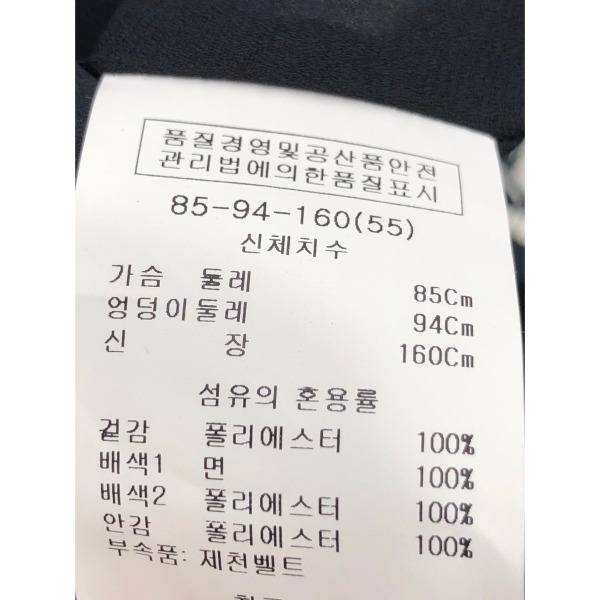 품질경영및공산품안전
관리법에의한품질표시
85-94-160(55)
신체치수
가슴 둘레 85Cm
엉덩이둘레 94Cm
신 장 160Cm
섬유의 혼용률
겉감 폴리에스터 100%
배색1 면 100%
배색2 폴리에스터 100%
안감 폴리에스터 100%
부속품: 제천벨트